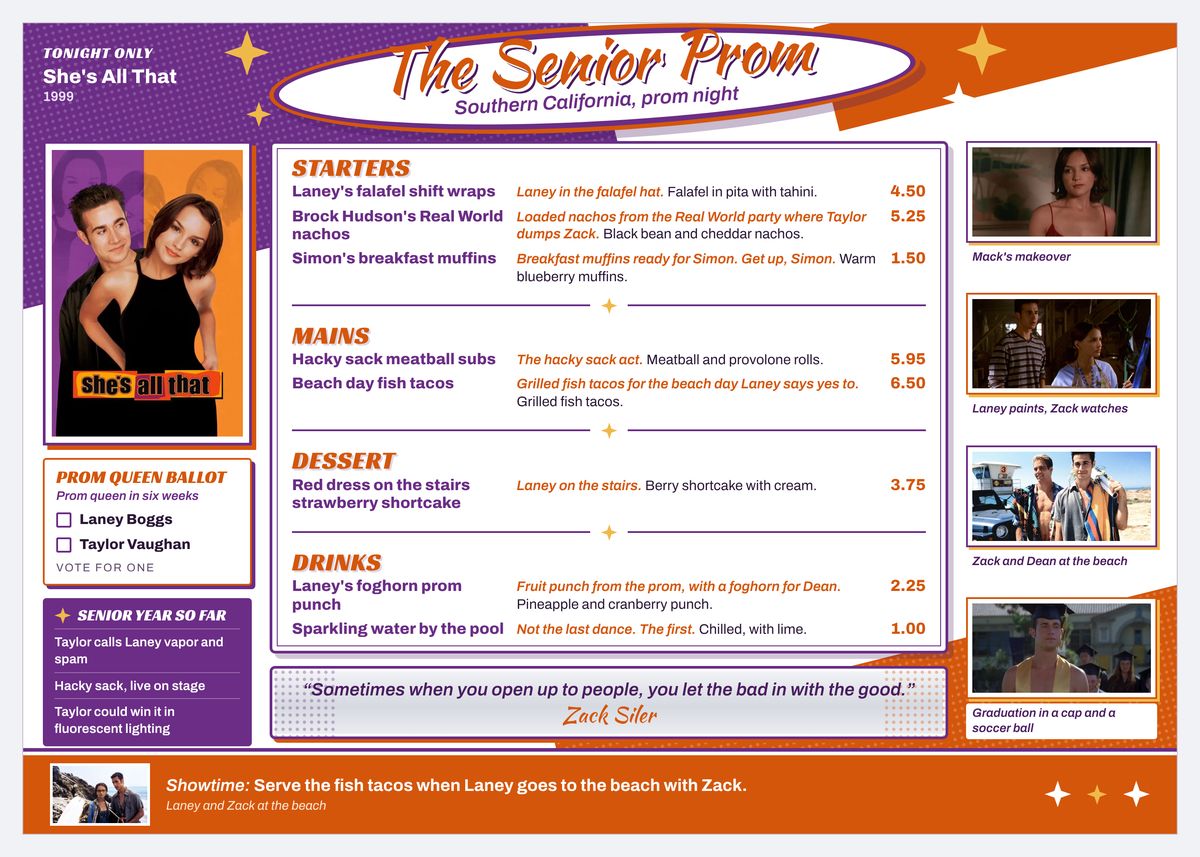 TONIGHT ONLY
She's All That
1999
The Senior Prom
Southern California, prom night
she's all that
PROM QUEEN BALLOT
Prom queen in six weeks
Laney Boggs
Taylor Vaughan
VOTE FOR ONE
SENIOR YEAR SO FAR
Taylor calls Laney vapor and
spam
Hacky sack, live on stage
Taylor could win it in
fluorescent lighting
STARTERS
Laney's falafel shift wraps Laney in the falafel hat. Falafel in pita with tahini. 4.50
Brock Hudson's Real World Loaded nachos from the Real World party where Taylor 5.25
nachos dumps Zack. Black bean and cheddar nachos.
Simon's breakfast muffins Breakfast muffins ready for Simon. Get up, Simon. Warm 1.50
blueberry muffins.
MAINS
Hacky sack meatball subs The hacky sack act. Meatball and provolone rolls. 5.95
Beach day fish tacos Grilled fish tacos for the beach day Laney says yes to. 6.50
Grilled fish tacos.
DESSERT
Red dress on the stairs Laney on the stairs. Berry shortcake with cream. 3.75
strawberry shortcake
DRINKS
Laney's foghorn prom Fruit punch from the prom, with a foghorn for Dean. 2.25
punch Pineapple and cranberry punch.
Sparkling water by the pool Not the last dance. The first. Chilled, with lime. 1.00
“Sometimes when you open up to people, you let the bad in with the good.”
Zack Siler
Mack's makeover
Laney paints, Zack watches
3
Zack and Dean at the beach
Graduation in a cap and a
soccer ball
Showtime: Serve the fish tacos when Laney goes to the beach with Zack.
Laney and Zack at the beach